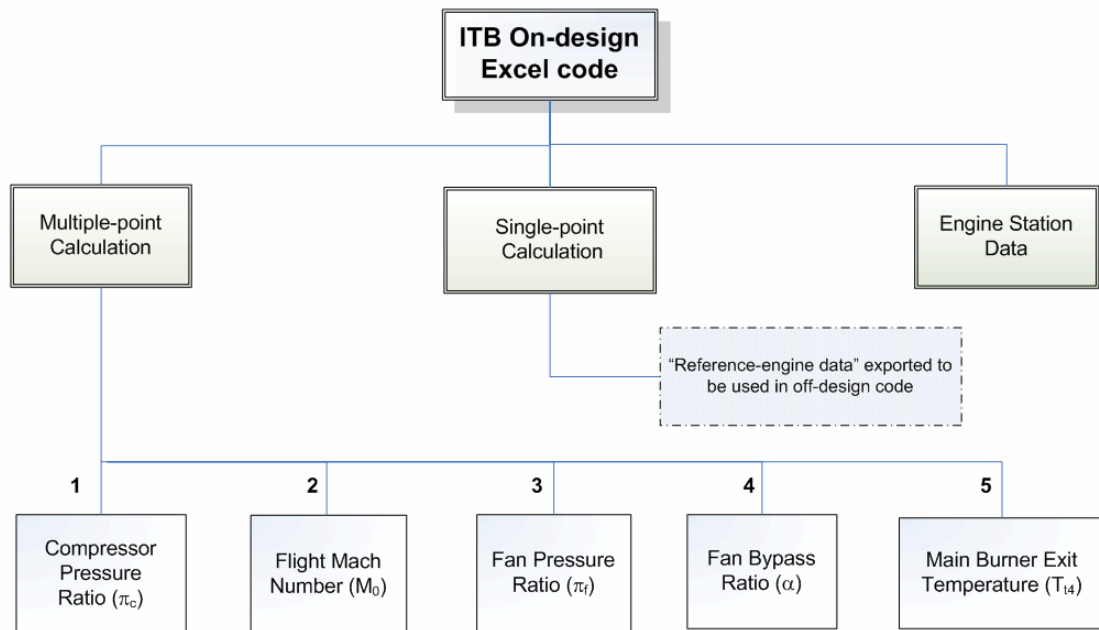 ITB On-design
Excel code
Multiple-point
Calculation
Single-point
Calculation
Engine Station
Data
“Reference-engine data” exported to
be used in off-design code
1
2
3
4
5
Compressor
Pressure
Ratio (πc)
Flight Mach
Number (M0)
Fan Pressure
Ratio (πf)
Fan Bypass
Ratio (α)
Main Burner Exit
Temperature (Tt4)